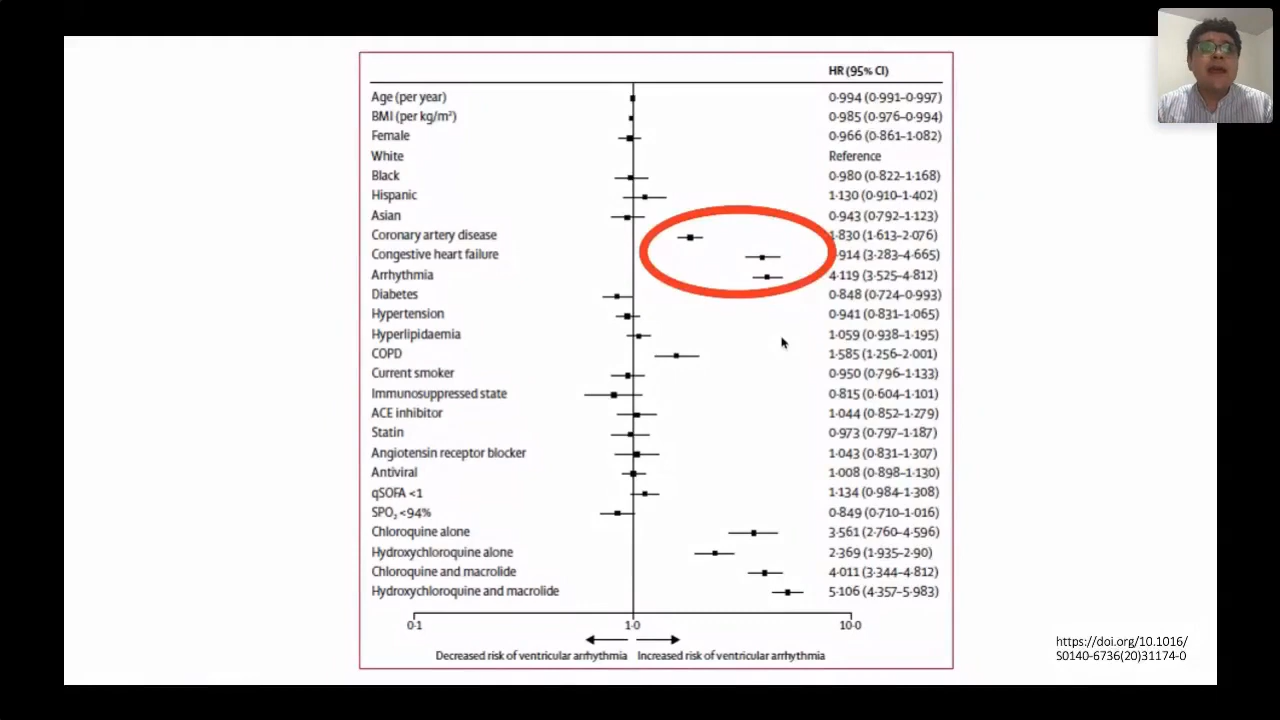 HR (95% CI)
Age (per year) 0·994 (0·991–0·997)
BMI (per kg/m²) 0·985 (0·976–0·994)
Female 0·966 (0·861–1·082)
White Reference
Black 0·980 (0·822–1·168)
Hispanic 1·130 (0·910–1·402)
Asian 0·943 (0·792–1·123)
Coronary artery disease 1·830 (1·613–2·076)
Congestive heart failure ·914 (3·283–4·665)
Arrhythmia 4·119 (3·525–4·812)
Diabetes 0·848 (0·724–0·993)
Hypertension 0·941 (0·831–1·065)
Hyperlipidaemia 1·059 (0·938–1·195)
COPD 1·585 (1·256–2·001)
Current smoker 0·950 (0·796–1·133)
Immunosuppressed state 0·815 (0·604–1·101)
ACE inhibitor 1·044 (0·852–1·279)
Statin 0·973 (0·797–1·187)
Angiotensin receptor blocker 1·043 (0·831–1·307)
Antiviral 1·008 (0·898–1·130)
qSOFA <1 1·134 (0·984–1·308)
SPO₂ <94% 0·849 (0·710–1·016)
Chloroquine alone 3·561 (2·760–4·596)
Hydroxychloroquine alone 2·369 (1·935–2·90)
Chloroquine and macrolide 4·011 (3·344–4·812)
Hydroxychloroquine and macrolide 5·106 (4·357–5·983)
0·1 1·0 10·0
Decreased risk of ventricular arrhythmia Increased risk of ventricular arrhythmia
https://doi.org/10.1016/
S0140-6736(20)31174-0